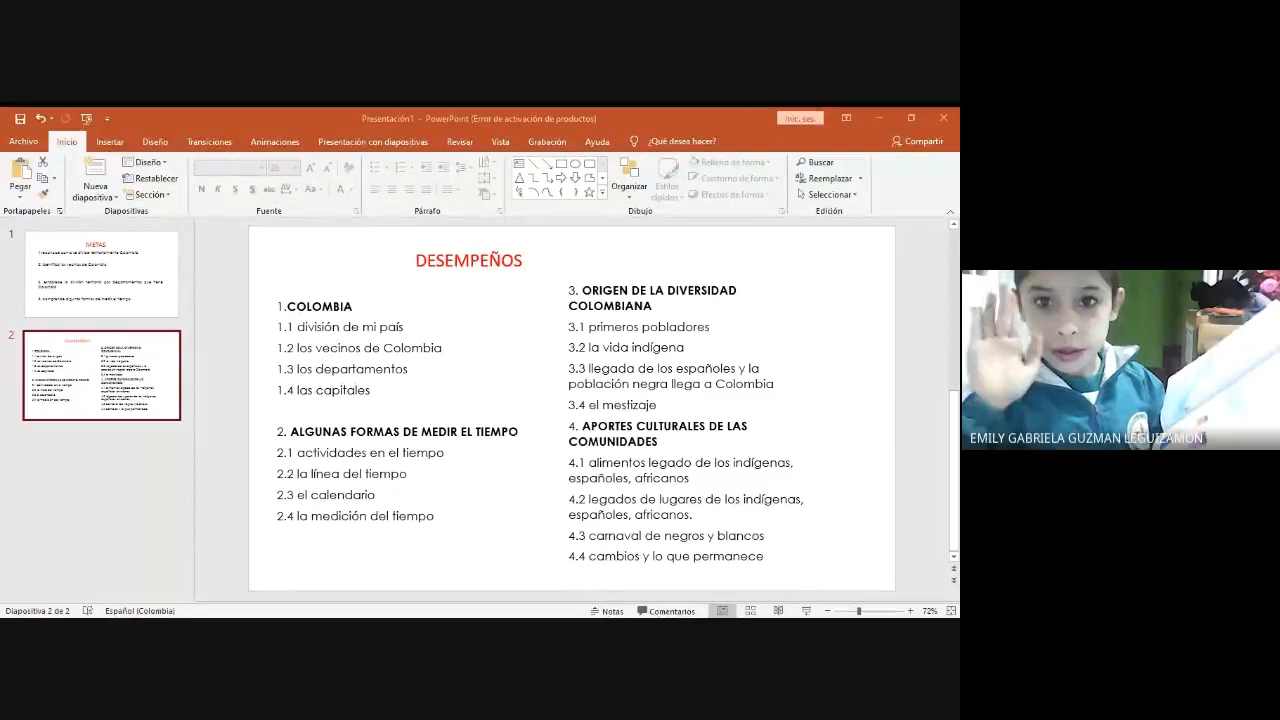 Presentación1 - PowerPoint (Error de activación de productos)
Inic. ses.
Archivo
Inicio
Insertar
Diseño
Transiciones
Animaciones
Presentación con diapositivas
Revisar
Vista
Grabación
Ayuda
¿Qué desea hacer?
Compartir
Pegar
Nueva
diapositiva
Diseño
Restablecer
Sección
N K S S abc AV Aa A
Organizar
Estilos
rápidos
Relleno de forma
Contorno de forma
Efectos de forma
Buscar
Reemplazar
Seleccionar
Portapapeles
Diapositivas
Fuente
Párrafo
Dibujo
Edición
1
METAS
2
DESEMPEÑOS
1.COLOMBIA
1.1 división de mi país
1.2 los vecinos de Colombia
1.3 los departamentos
1.4 las capitales
2. ALGUNAS FORMAS DE MEDIR EL TIEMPO
2.1 actividades en el tiempo
2.2 la línea del tiempo
2.3 el calendario
2.4 la medición del tiempo
3. ORIGEN DE LA DIVERSIDAD
COLOMBIANA
3.1 primeros pobladores
3.2 la vida indígena
3.3 llegada de los españoles y la
población negra llega a Colombia
3.4 el mestizaje
4. APORTES CULTURALES DE LAS
COMUNIDADES
4.1 alimentos legado de los indígenas,
españoles, africanos
4.2 legados de lugares de los indígenas,
españoles, africanos.
4.3 carnaval de negros y blancos
4.4 cambios y lo que permanece
EMILY GABRIELA GUZMAN LEGUIZAMON
Diapositiva 2 de 2
Español (Colombia)
Notas
Comentarios
72%